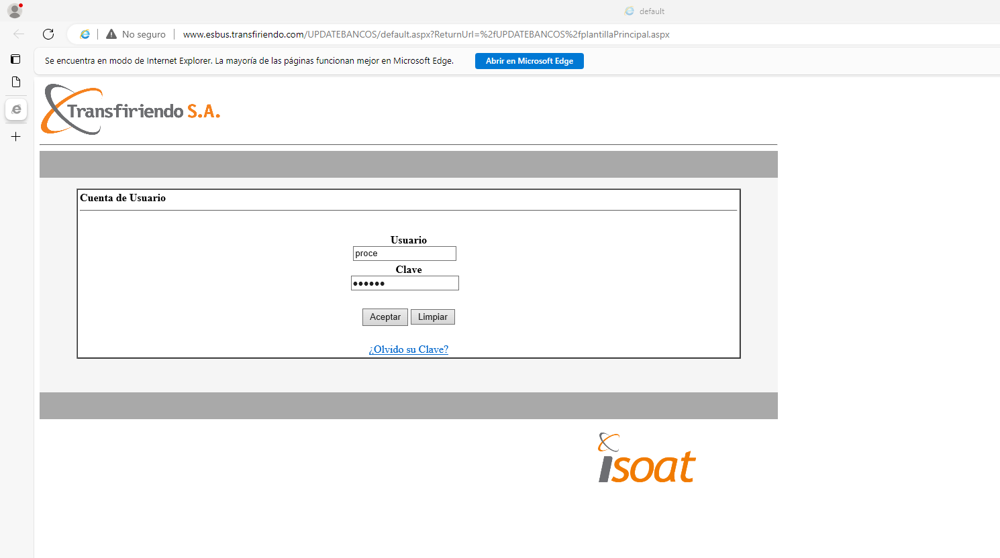 default
No seguro
www.esbus.transfiriendo.com/UPDATEBANCOS/default.aspx?ReturnUrl=%2fUPDATEBANCOS%2fplantillaPrincipal.aspx
Se encuentra en modo de Internet Explorer. La mayoría de las páginas funcionan mejor en Microsoft Edge.
Abrir en Microsoft Edge
Transfiriendo S.A.
Cuenta de Usuario
Usuario
proce
Clave
••••••
Aceptar
Limpiar
¿Olvido su Clave?
isoat